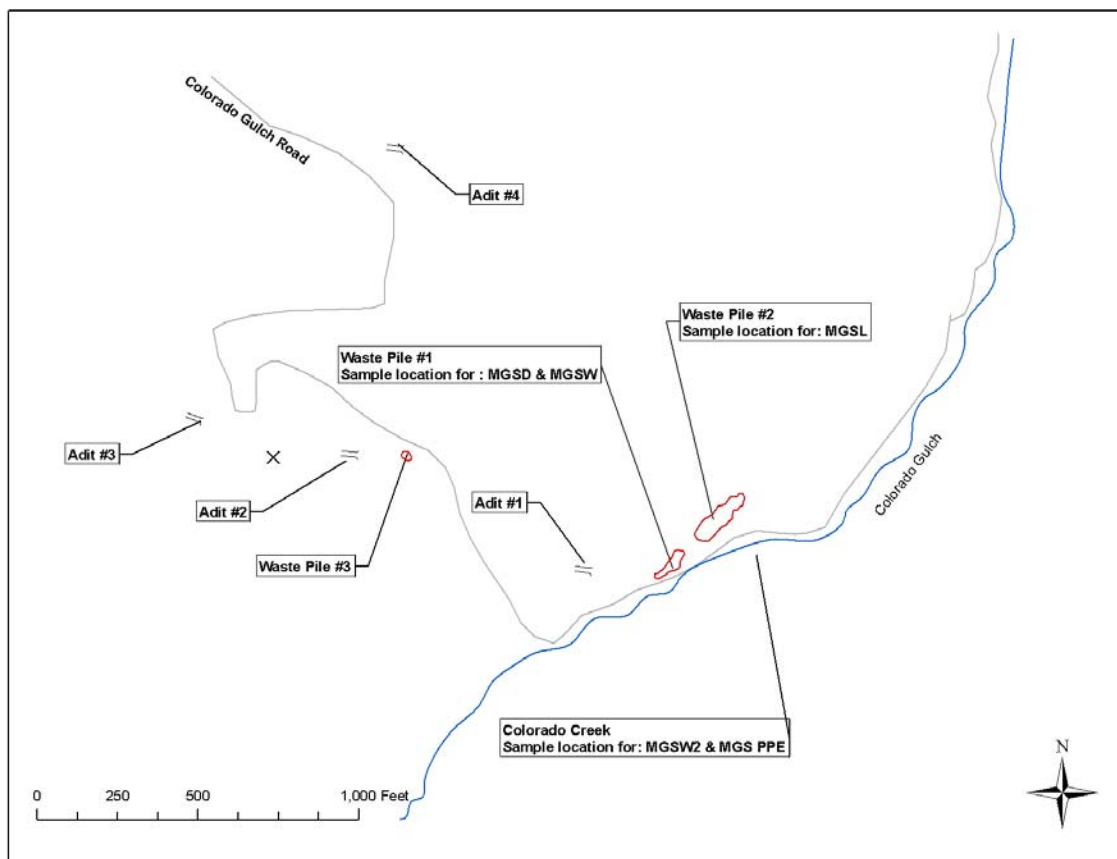 Colorado Gulch Road
Adit #4
Waste Pile #2
Sample location for: MGSL
Waste Pile #1
Sample location for : MGSD & MGSW
Adit #3
Adit #2
Adit #1
Waste Pile #3
Colorado Gulch
Colorado Creek
Sample location for: MGSW2 & MGS PPE
N
0 250 500 1,000 Feet